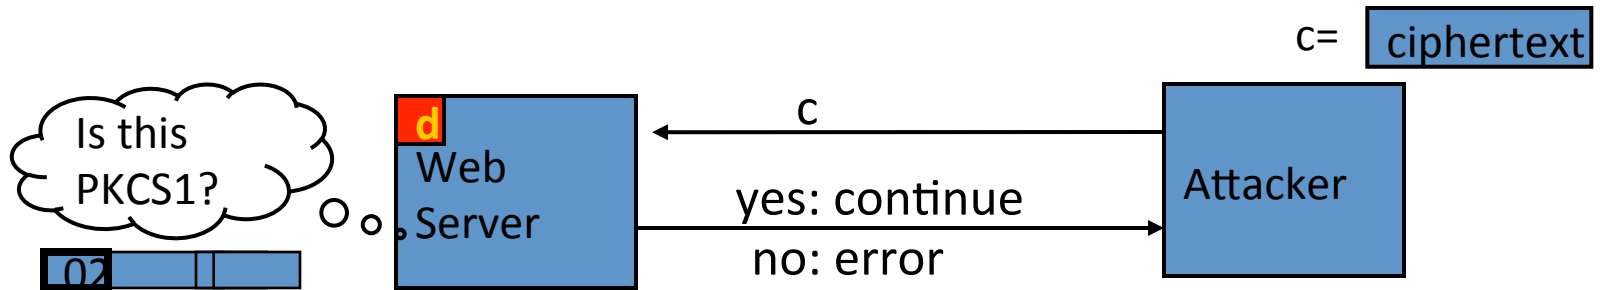 c= ciphertext
Is this
PKCS1?
d
Web
Server
c
yes: continue
no: error
Attacker
02